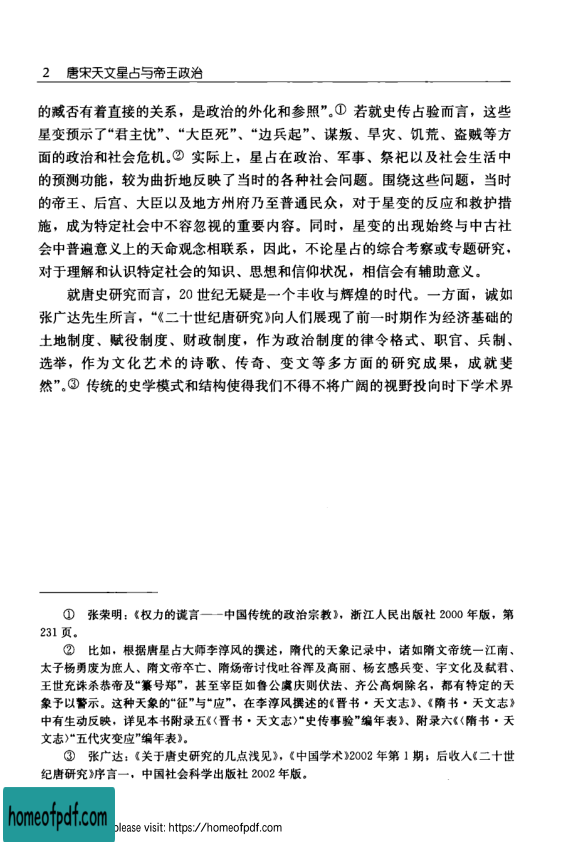 2 唐宋天文星占与帝王政治
的臧否有着直接的关系，是政治的外化和参照”。① 若就史传占验而言，这些
星变预示了“君主忧”、“大臣死”、“边兵起”、谋叛、旱灾、饥荒、盗贼等方
面的政治和社会危机。② 实际上，星占在政治、军事、祭祀以及社会生活中
的预测功能，较为曲折地反映了当时的各种社会问题。围绕这些问题，当时
的帝王、后宫、大臣以及地方州府乃至普通民众，对于星变的反应和救护措
施，成为特定社会中不容忽视的重要内容。同时，星变的出现始终与中古社
会中普遍意义上的天命观念相联系，因此，不论星占的综合考察或专题研究，
对于理解和认识特定社会的知识、思想和信仰状况，相信会有辅助意义。
就唐史研究而言，20 世纪无疑是一个丰收与辉煌的时代。一方面，诚如
张广达先生所言，“《二十世纪唐研究》向人们展现了前一时期作为经济基础的
土地制度、赋役制度、财政制度，作为政治制度的律令格式、职官、兵制、
选举，作为文化艺术的诗歌、传奇、变文等多方面的研究成果，成就斐
然”。③ 传统的史学模式和结构使得我们不得不将广阔的视野投向时下学术界
① 张荣明：《权力的谎言——中国传统的政治宗教》，浙江人民出版社 2000 年版，第
231 页。
② 比如，根据唐星占大师李淳风的撰述，隋代的天象记录中，诸如隋文帝统一江南、
太子杨勇废为庶人、隋文帝卒亡、隋炀帝讨伐吐谷浑及高丽、杨玄感兵变、宇文化及弑君、
王世充诛杀恭帝及“纂号郑”，甚至宰臣如鲁公虞庆则伏法、齐公高炯除名，都有特定的天
象予以警示。这种天象的“征”与“应”，在李淳风撰述的《晋书·天文志》、《隋书·天文志》
中有生动反映，详见本书附录五《〈晋书·天文志〉“史传事验”编年表》、附录六《〈隋书·天
文志〉“五代灾变应”编年表》。
③ 张广达：《关于唐史研究的几点浅见》，《中国学术》2002 年第 1 期；后收入《二十世
纪唐研究》序言一，中国社会科学出版社 2002 年版。
homeofpdf.com
please visit: https://homeofpdf.com